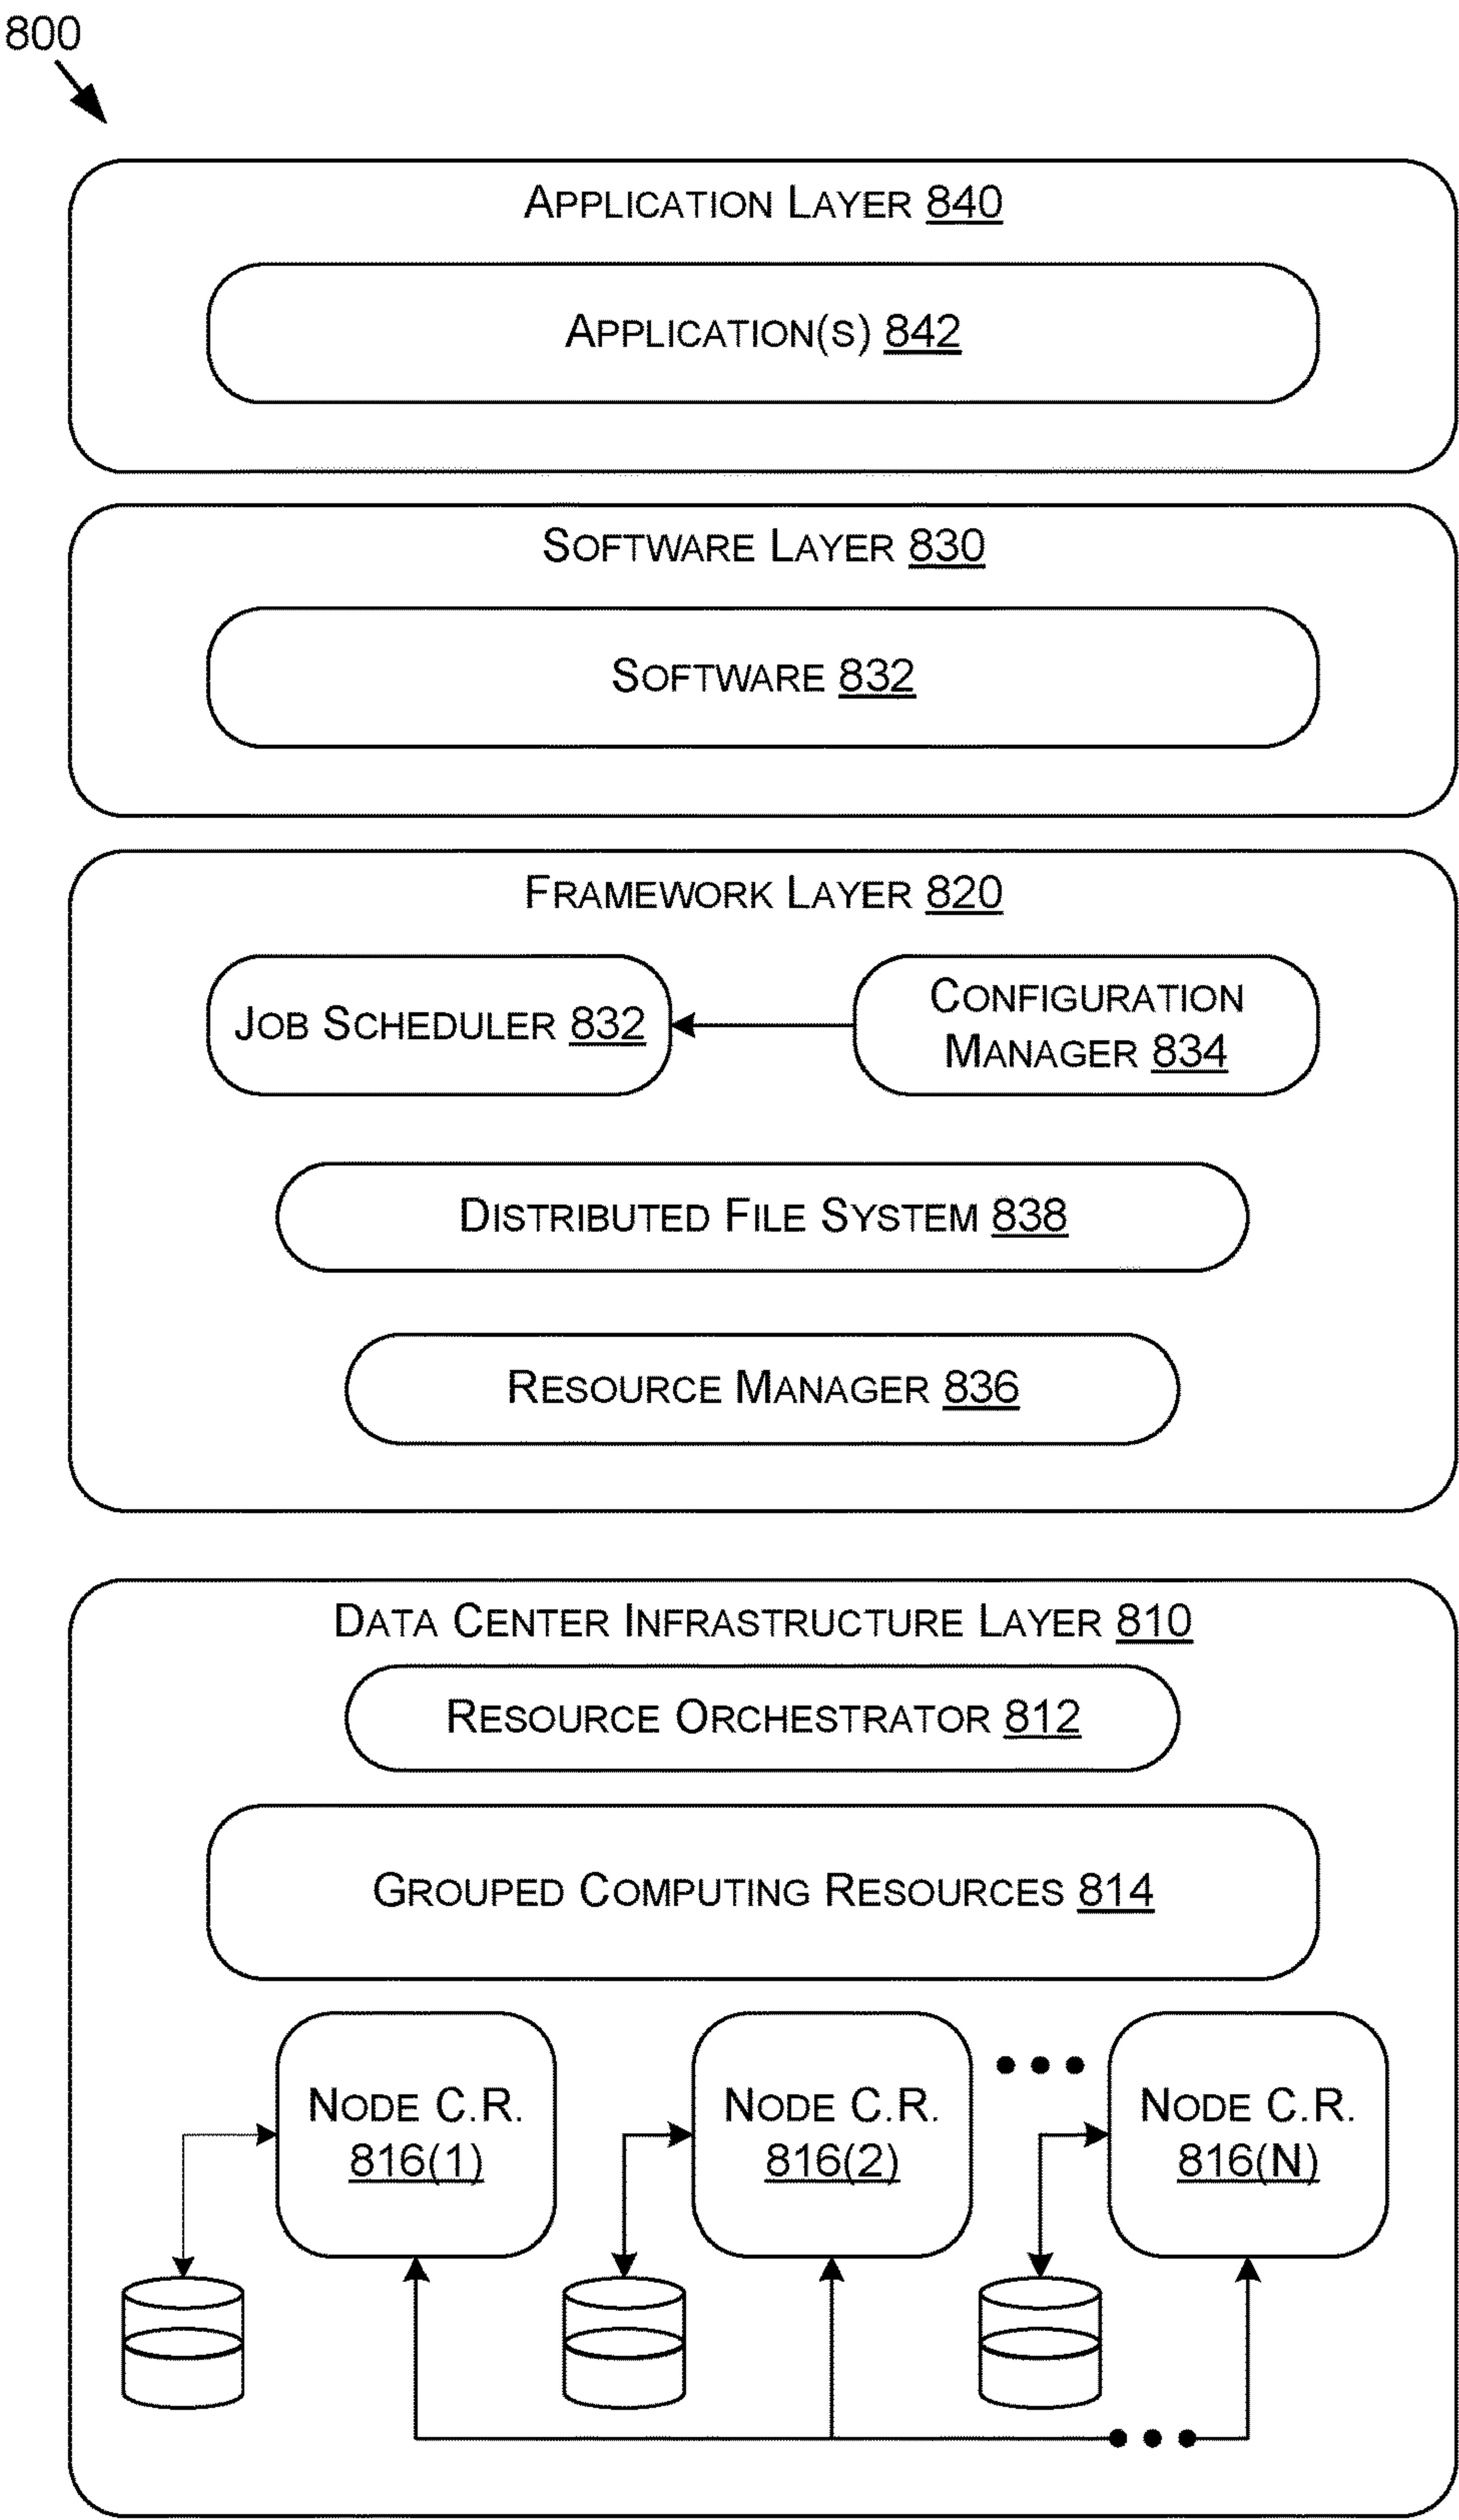 800
APPLICATION LAYER 840
APPLICATION(S) 842
SOFTWARE LAYER 830
SOFTWARE 832
FRAMEWORK LAYER 820
JOB SCHEDULER 832
CONFIGURATION
MANAGER 834
DISTRIBUTED FILE SYSTEM 838
RESOURCE MANAGER 836
DATA CENTER INFRASTRUCTURE LAYER 810
RESOURCE ORCHESTRATOR 812
GROUPED COMPUTING RESOURCES 814
NODE C.R.
816(1)
NODE C.R.
816(2)
NODE C.R.
816(N)